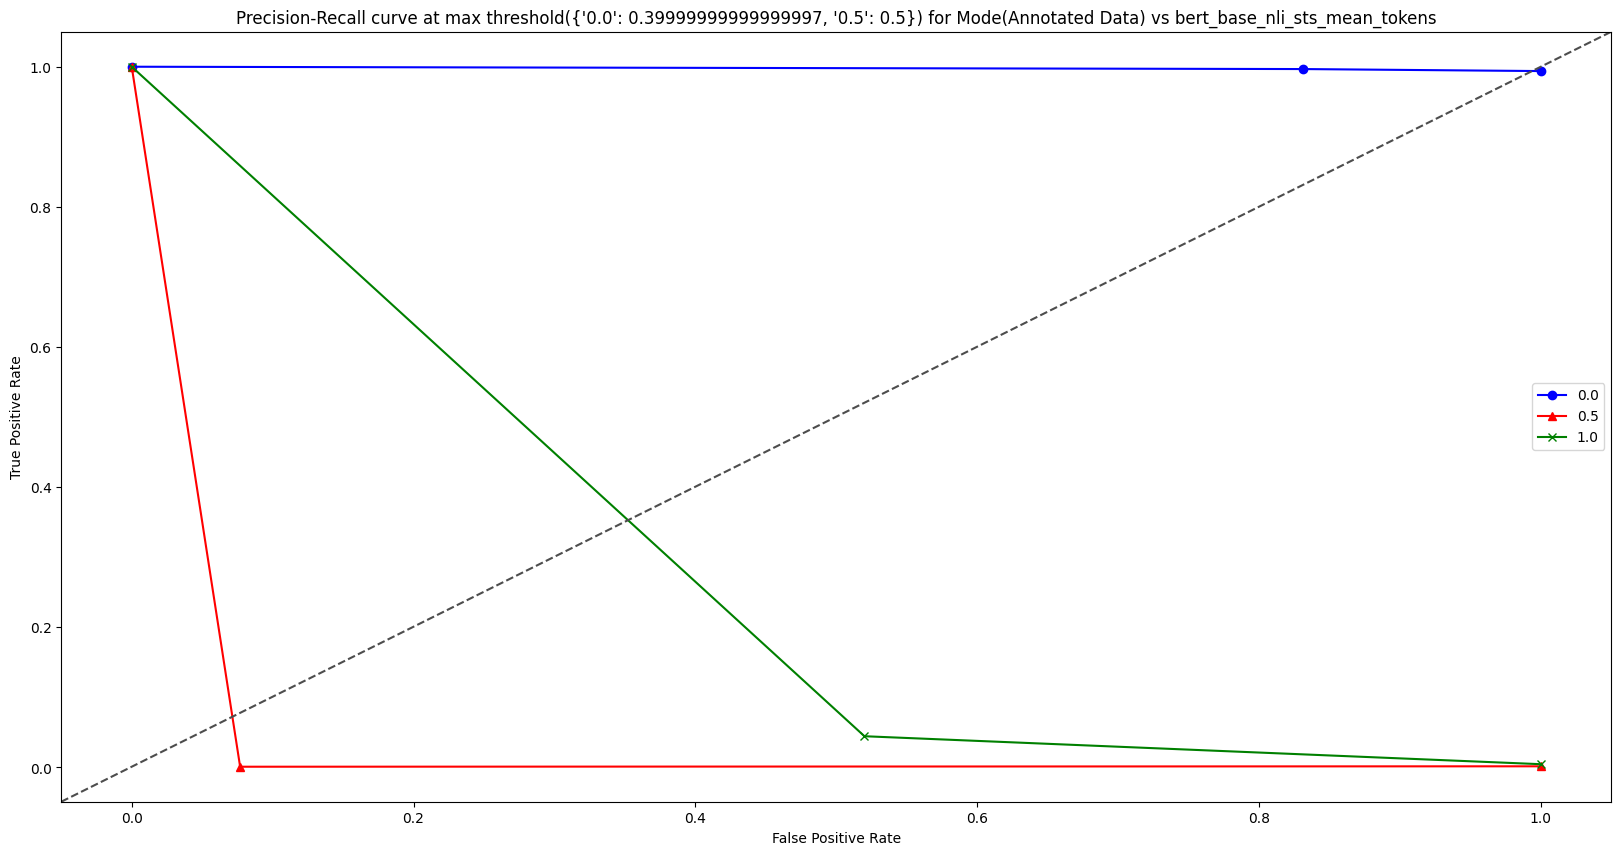 Precision-Recall curve at max threshold({'0.0': 0.39999999999999997, '0.5': 0.5}) for Mode(Annotated Data) vs bert_base_nli_sts_mean_tokens
1.0
0.8
0.6
0.4
0.2
0.0
True Positive Rate
0.0
0.5
1.0
0.0 0.2 0.4 0.6 0.8 1.0
False Positive Rate